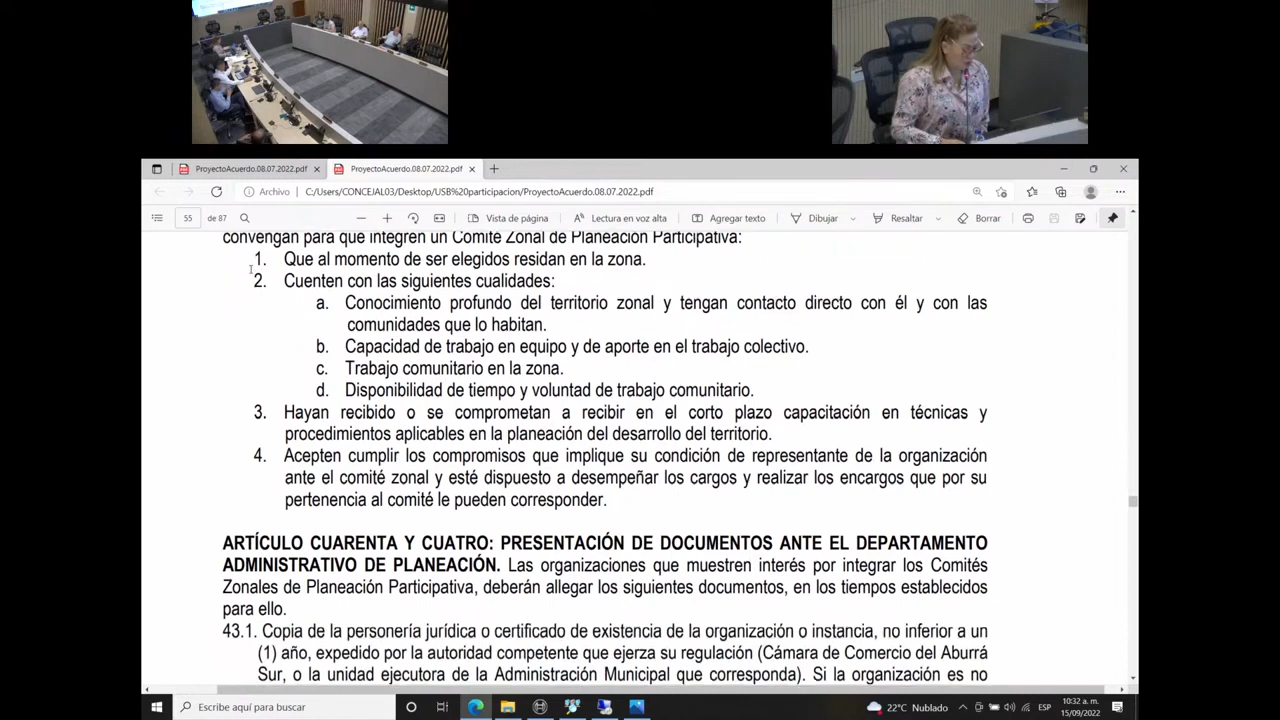 ProyectoAcuerdo.08.07.2022.pdf
ProyectoAcuerdo.08.07.2022.pdf
Archivo
C:/Users/CONCEJAL03/Desktop/USB%20participacion/ProyectoAcuerdo.08.07.2022.pdf
55 de 87
Vista de página
Lectura en voz alta
Agregar texto
Dibujar
Resaltar
Borrar
convengan para que integren un Comité Zonal de Planeación Participativa:
1. Que al momento de ser elegidos residan en la zona.
2. Cuenten con las siguientes cualidades:
a. Conocimiento profundo del territorio zonal y tengan contacto directo con él y con las
comunidades que lo habitan.
b. Capacidad de trabajo en equipo y de aporte en el trabajo colectivo.
c. Trabajo comunitario en la zona.
d. Disponibilidad de tiempo y voluntad de trabajo comunitario.
3. Hayan recibido o se comprometan a recibir en el corto plazo capacitación en técnicas y
procedimientos aplicables en la planeación del desarrollo del territorio.
4. Acepten cumplir los compromisos que implique su condición de representante de la organización
ante el comité zonal y esté dispuesto a desempeñar los cargos y realizar los encargos que por su
pertenencia al comité le pueden corresponder.
ARTÍCULO CUARENTA Y CUATRO: PRESENTACIÓN DE DOCUMENTOS ANTE EL DEPARTAMENTO
ADMINISTRATIVO DE PLANEACIÓN. Las organizaciones que muestren interés por integrar los Comités
Zonales de Planeación Participativa, deberán allegar los siguientes documentos, en los tiempos establecidos
para ello.
43.1. Copia de la personería jurídica o certificado de existencia de la organización o instancia, no inferior a un
(1) año, expedido por la autoridad competente que ejerza su regulación (Cámara de Comercio del Aburrá
Sur, o la unidad ejecutora de la Administración Municipal que corresponda). Si la organización es no
Escribe aquí para buscar
22°C Nublado
ESP
10:32 a. m.
15/09/2022